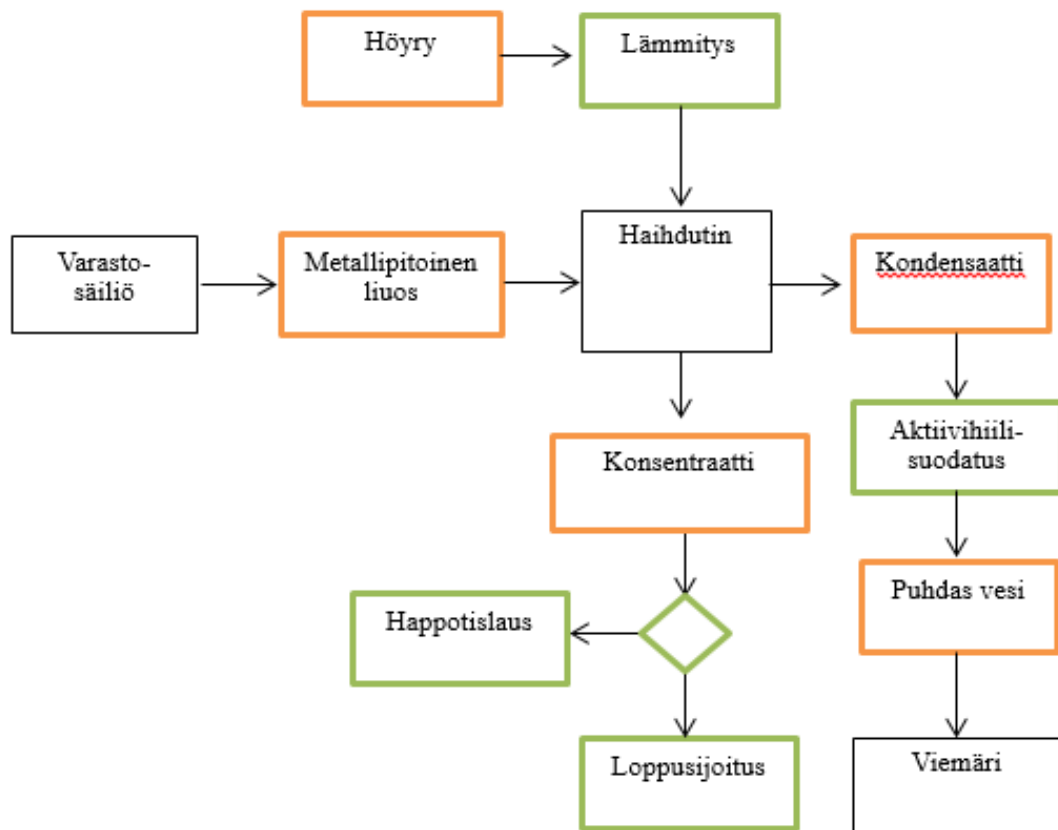 Höyry
Lämmitys
Varasto-
säiliö
Metallipitoinen
liuos
Haihdutin
Kondensaatti
Konsentraatti
Aktiivihiili-
suodatus
Happotislaus
Puhdas vesi
Loppusijoitus
Viemäri